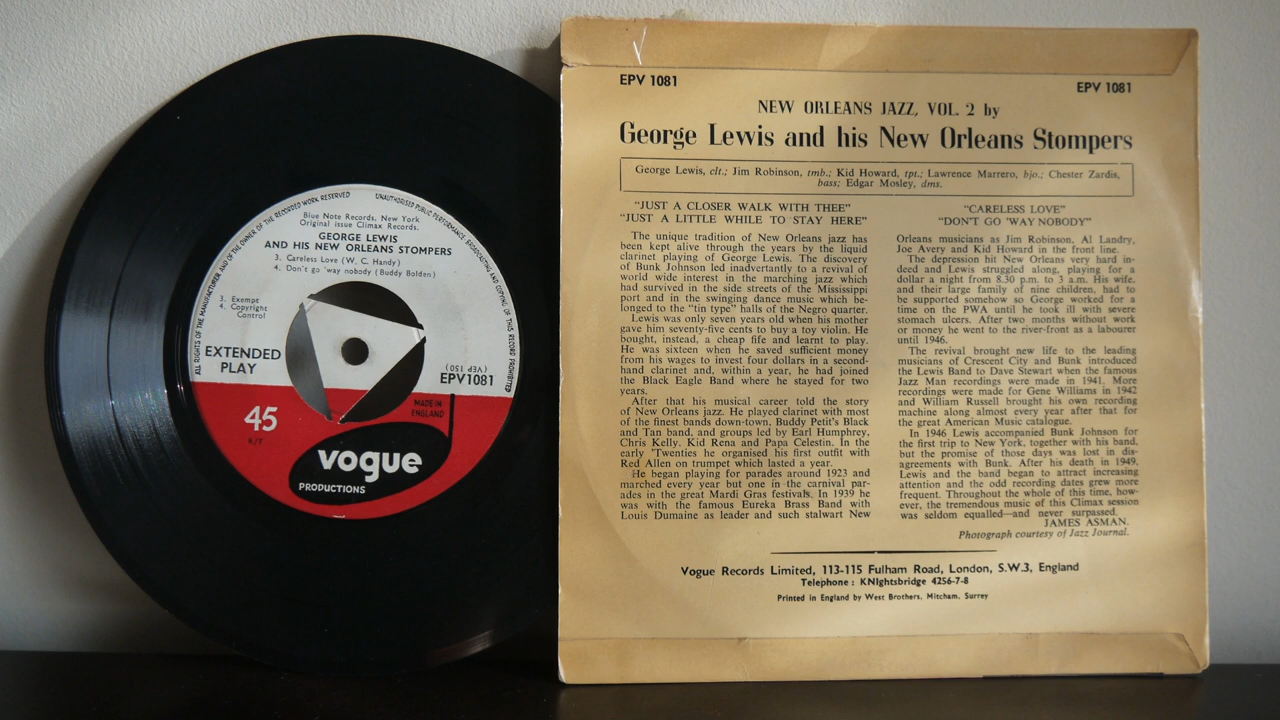 ALL RIGHTS OF THE MANUFACTURER AND OF THE OWNER OF THE RECORDED WORK RESERVED
UNAUTHORISED PUBLIC PERFORMANCE, BROADCASTING AND COPYING OF THIS RECORD PROHIBITED
Blue Note Records, New York
Original issue Climax Records.
GEORGE LEWIS
AND HIS NEW ORLEANS STOMPERS
3. Careless Love (W. C. Handy)
4. Don't go 'way nobody (Buddy Bolden)
3. Exempt
4. Copyright
Control
EXTENDED
PLAY
(VEP 150)
EPV1081
45
K/T
MADE IN
ENGLAND
vogue
PRODUCTIONS
EPV 1081
EPV 1081
NEW ORLEANS JAZZ, VOL. 2 by
George Lewis and his New Orleans Stompers
George Lewis, clt.; Jim Robinson, tmb.; Kid Howard, tpt.; Lawrence Marrero, bjo.; Chester Zardis,
bass; Edgar Mosley, dms.
"JUST A CLOSER WALK WITH THEE"
"JUST A LITTLE WHILE TO STAY HERE"
The unique tradition of New Orleans jazz has
been kept alive through the years by the liquid
clarinet playing of George Lewis. The discovery
of Bunk Johnson led inadvertantly to a revival of
world wide interest in the marching jazz which
had survived in the side streets of the Mississippi
port and in the swinging dance music which be-
longed to the "tin type" halls of the Negro quarter.
Lewis was only seven years old when his mother
gave him seventy-five cents to buy a toy violin. He
bought, instead, a cheap fife and learnt to play.
He was sixteen when he saved sufficient money
from his wages to invest four dollars in a second-
hand clarinet and, within a year, he had joined
the Black Eagle Band where he stayed for two
years.
After that his musical career told the story
of New Orleans jazz. He played clarinet with most
of the finest bands down-town. Buddy Petit's Black
and Tan band, and groups led by Earl Humphrey,
Chris Kelly, Kid Rena and Papa Celestin. In the
early 'Twenties he organised his first outfit with
Red Allen on trumpet which lasted a year.
He began playing for parades around 1923 and
marched every year but one in the carnival par-
ades in the great Mardi Gras festivals. In 1939 he
was with the famous Eureka Brass Band with
Louis Dumaine as leader and such stalwart New
"CARELESS LOVE"
"DON'T GO 'WAY NOBODY"
Orleans musicians as Jim Robinson, Al Landry,
Joe Avery and Kid Howard in the front line.
The depression hit New Orleans very hard in-
deed and Lewis struggled along, playing for a
dollar a night from 8.30 p.m. to 3 a.m. His wife,
and their large family of nine children, had to
be supported somehow so George worked for a
time on the PWA until he took ill with severe
stomach ulcers. After two months without work
or money he went to the river-front as a labourer
until 1946.
The revival brought new life to the leading
musicians of Crescent City and Bunk introduced
the Lewis Band to Dave Stewart when the famous
Jazz Man recordings were made in 1941. More
recordings were made for Gene Williams in 1942
and William Russell brought his own recording
machine along almost every year after that for
the great American Music catalogue.
In 1946 Lewis accompanied Bunk Johnson for
the first trip to New York, together with his band,
but the promise of those days was lost in dis-
agreements with Bunk. After his death in 1949,
Lewis and the band began to attract increasing
attention and the odd recording dates grew more
frequent. Throughout the whole of this time, how-
ever, the tremendous music of this Climax session
was seldom equalled—and never surpassed.
JAMES ASMAN.
Photograph courtesy of Jazz Journal.
Vogue Records Limited, 113-115 Fulham Road, London, S.W.3, England
Telephone: KNIghtsbridge 4256-7-8
Printed in England by West Brothers, Mitcham, Surrey